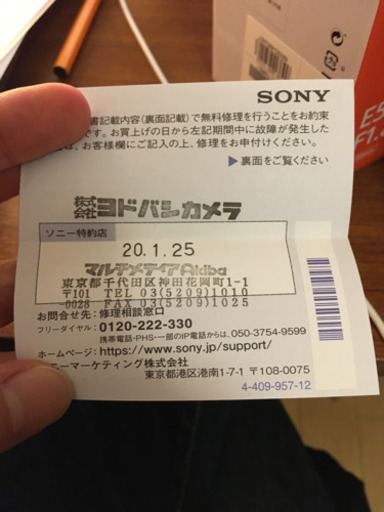 SONY
書記載内容(裏面記載)で無料修理を行うことをお約束
です。お買上げの日から左記期間中に故障が発生した
は、お客様欄にご記入の上、修理をお申付けください。
▶裏面をご覧ください
株式会社ヨドバシカメラ
ソニー特約店
20.1.25
マルチメディアAkiba
東京都千代田区神田花岡町1-1
〒101 TEL 03(5209)1010
-0028 FAX 03(5209)1025
お問合せ先:修理相談窓口
フリーダイヤル:0120-222-330
携帯電話・PHS・一部のIP電話からは、050-3754-9599
ホームページ:https://www.sony.jp/support/
ニーマーケティング株式会社
東京都港区港南1-7-1 〒108-0075
4-409-957-12